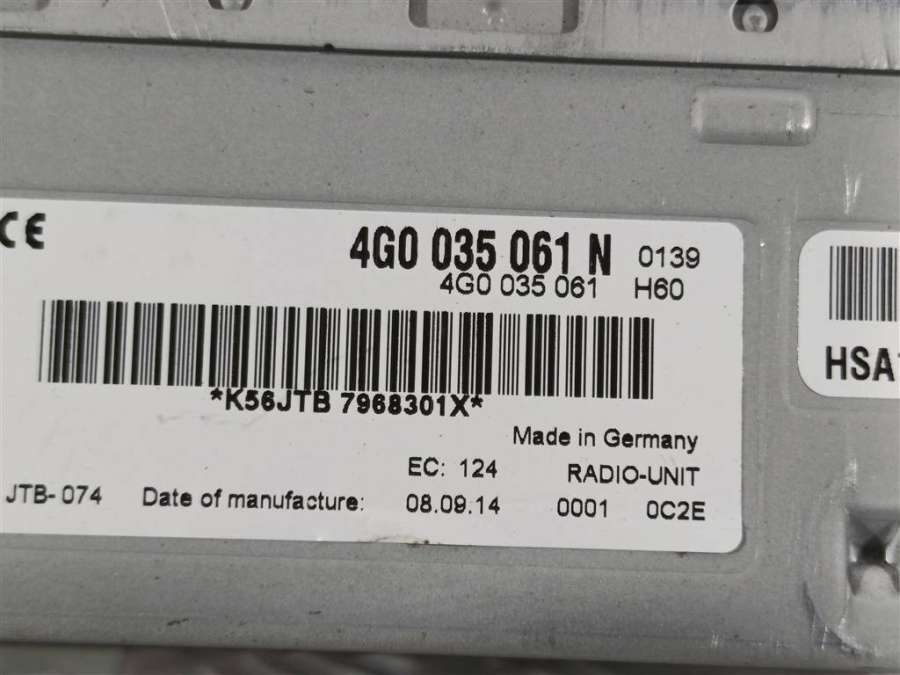 CE
4G0 035 061 N 0139
4G0 035 061 H60
*K56JTB 7968301X*
Made in Germany
EC: 124 RADIO-UNIT
JTB-074 Date of manufacture: 08.09.14 0001 0C2E